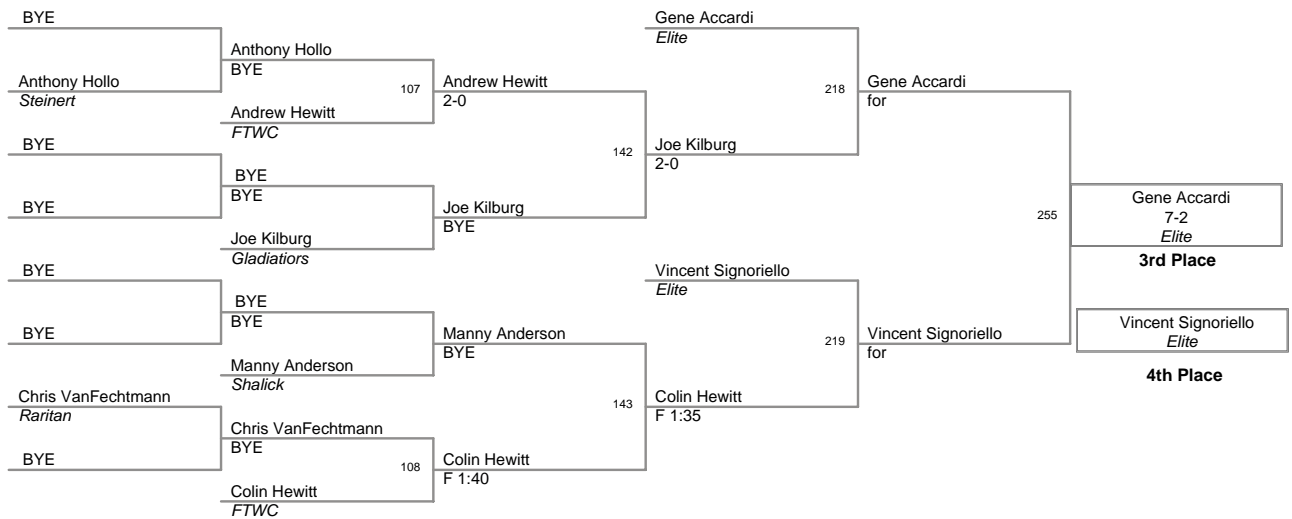 BYE
Gene Accardi
Elite
Anthony Hollo
BYE
Anthony Hollo
Steinert
107
Andrew Hewitt
2-0
218
Gene Accardi
for
Andrew Hewitt
FTWC
BYE
142
Joe Kilburg
2-0
BYE
BYE
BYE
Joe Kilburg
BYE
255
Gene Accardi
7-2
Elite
3rd Place
Joe Kilburg
Gladiatiors
BYE
Vincent Signoriello
Elite
BYE
BYE
BYE
Manny Anderson
BYE
219
Vincent Signoriello
for
Vincent Signoriello
Elite
4th Place
Manny Anderson
Shalick
Chris VanFechtmann
Raritan
143
Colin Hewitt
F 1:35
Chris VanFechtmann
BYE
BYE
108
Colin Hewitt
F 1:40
Colin Hewitt
FTWC